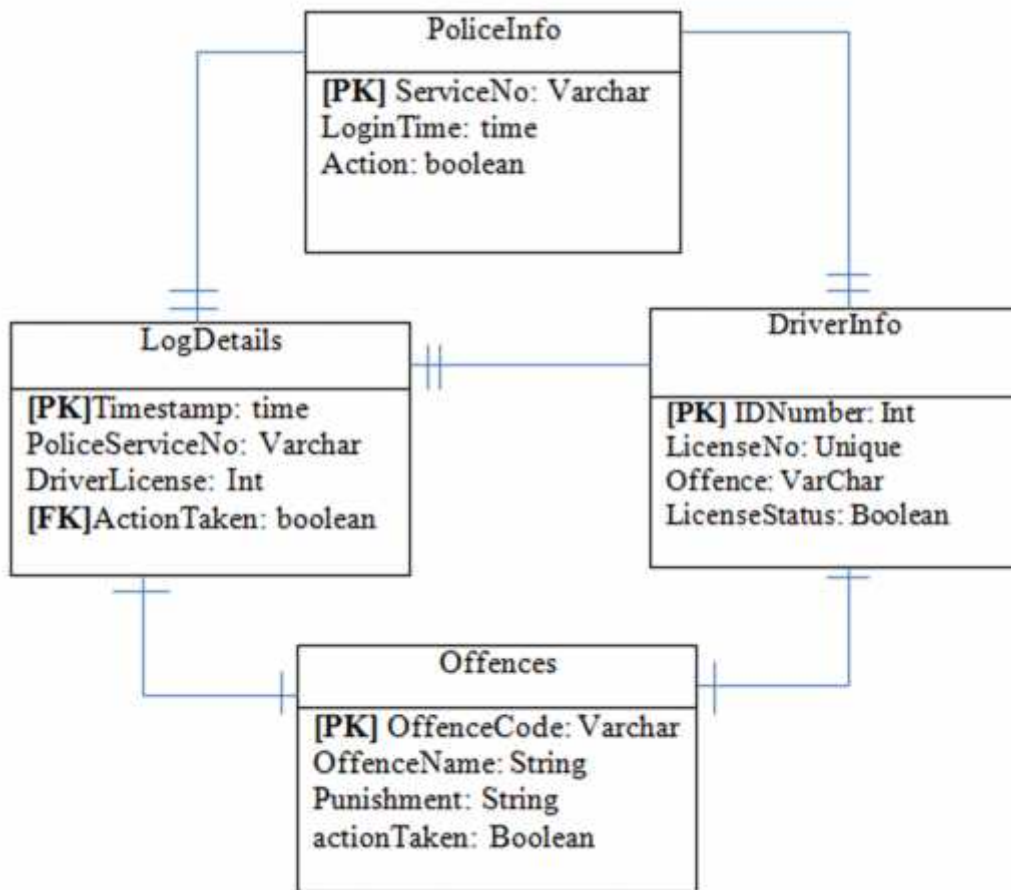 PoliceInfo
[PK] ServiceNo: Varchar
LoginTime: time
Action: boolean
LogDetails
[PK]Timestamp: time
PoliceServiceNo: Varchar
DriverLicense: Int
[FK]ActionTaken: boolean
DriverInfo
[PK] IDNumber: Int
LicenseNo: Unique
Offence: VarChar
LicenseStatus: Boolean
Offences
[PK] OffenceCode: Varchar
OffenceName: String
Punishment: String
actionTaken: Boolean